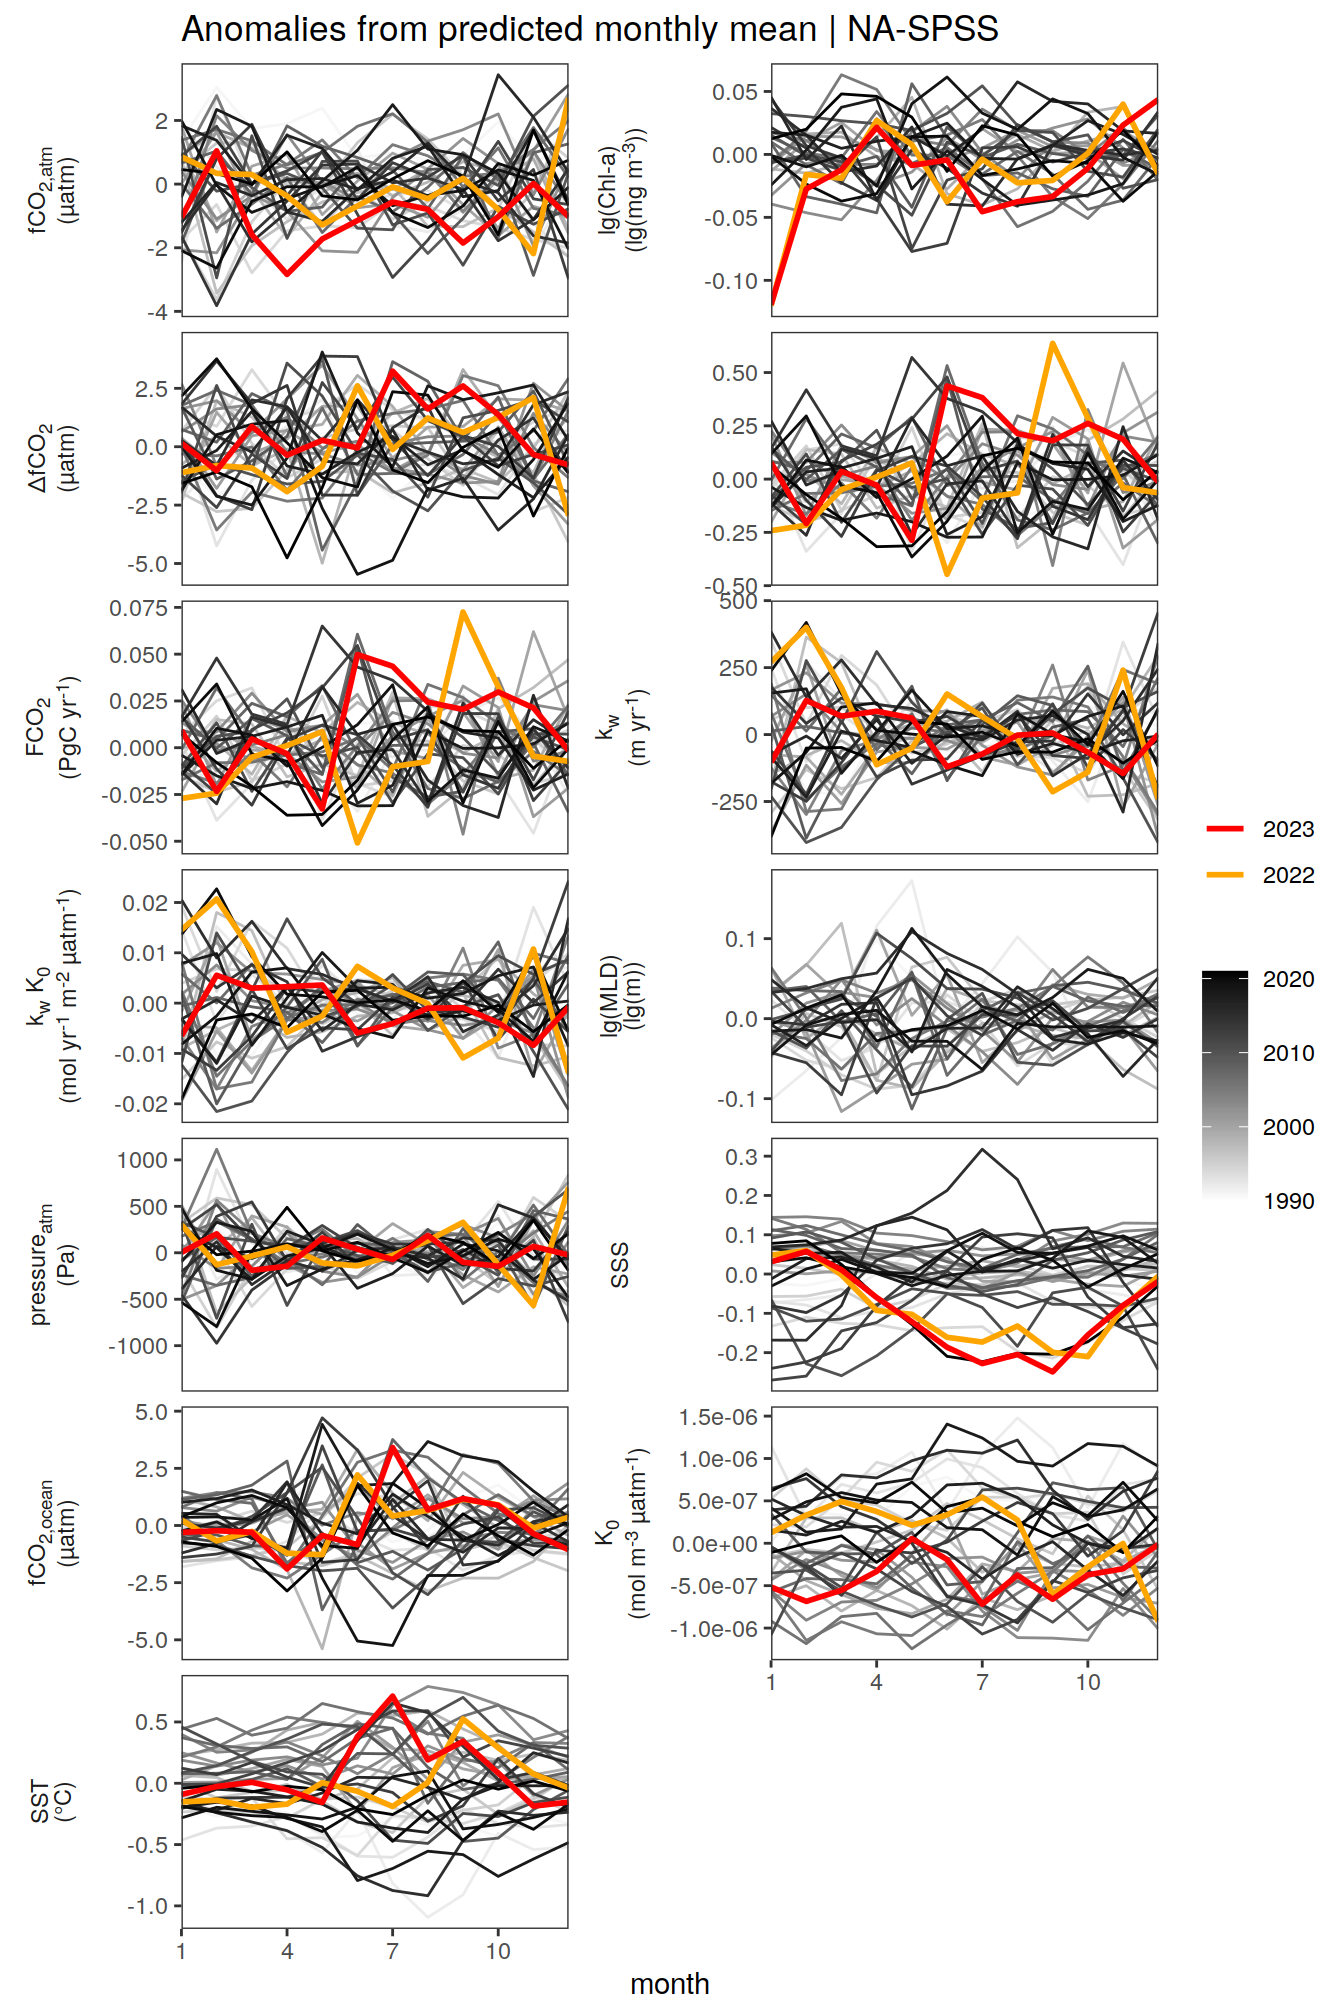 Anomalies from predicted monthly mean | NA-SPSS
fCO2,atm
(µatm)
2
0
-2
-4
lg(Chl-a)
(lg(mg m-3))
0.05
0.00
-0.05
-0.10
ΔfCO2
(µatm)
2.5
0.0
-2.5
-5.0
0.50
0.25
0.00
-0.25
-0.50
FCO2
(PgC yr-1)
0.075
0.050
0.025
0.000
-0.025
-0.050
kw
(m yr-1)
500
250
0
-250
kw K0
(mol yr-1 m-2 µatm-1)
0.02
0.01
0.00
-0.01
-0.02
lg(MLD)
(lg(m))
0.1
0.0
-0.1
pressureatm
(Pa)
1000
500
0
-500
-1000
SSS
0.3
0.2
0.1
0.0
-0.1
-0.2
fCO2,ocean
(µatm)
5.0
2.5
0.0
-2.5
-5.0
K0
(mol m-3 µatm-1)
1.5e-06
1.0e-06
5.0e-07
0.0e+00
-5.0e-07
-1.0e-06
1 4 7 10
SST
(°C)
0.5
0.0
-0.5
-1.0
1 4 7 10
month
2023
2022
2020
2010
2000
1990